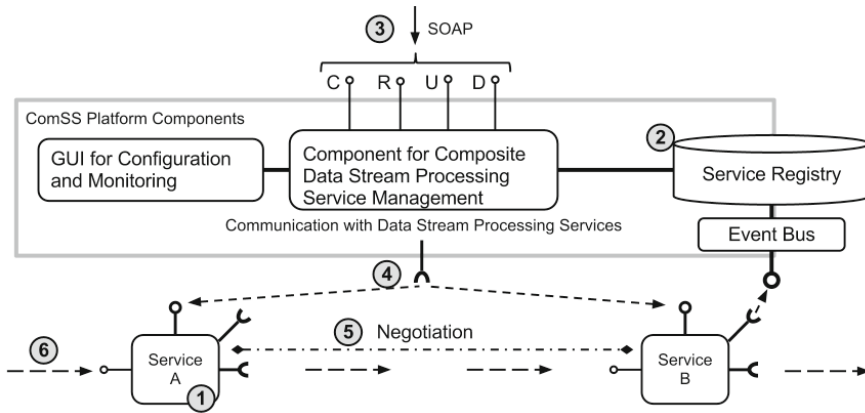 3
SOAP
C R U D
ComSS Platform Components
GUI for Configuration
and Monitoring
Component for Composite
Data Stream Processing
Service Management
2
Service Registry
Communication with Data Stream Processing Services
Event Bus
4
5 Negotiation
6
Service
A
1
Service
B